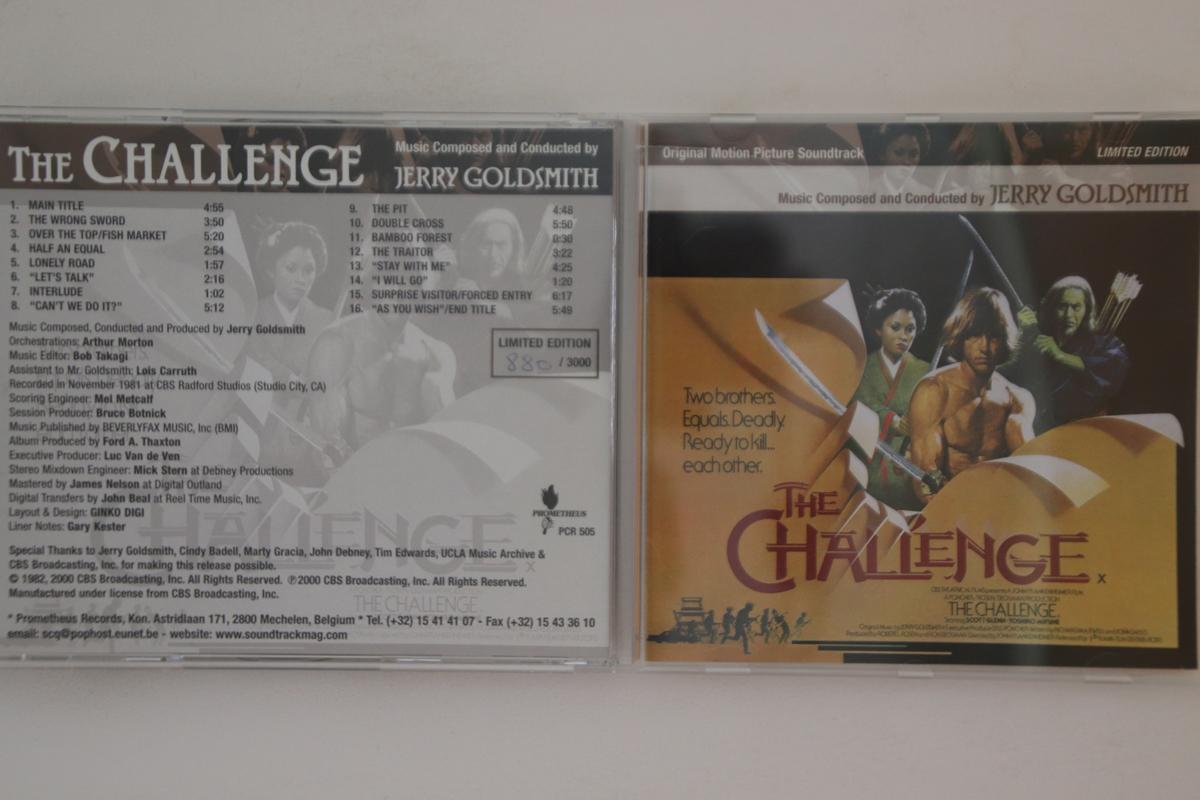 THE CHALLENGE
Music Composed and Conducted by
JERRY GOLDSMITH
1. MAIN TITLE 4:56
2. THE WRONG SWORD 3:50
3. OVER THE TOP/FISH MARKET 5:20
4. HALF AN EQUAL 2:54
5. LONELY ROAD 1:57
6. "LET'S TALK" 2:16
7. INTERLUDE 1:02
8. "CAN'T WE DO IT?" 5:12
9. THE PIT 4:48
10. DOUBLE CROSS 5:50
11. BAMBOO FOREST 0:30
12. THE TRAITOR 3:22
13. "STAY WITH ME" 4:25
14. "I WILL GO" 1:20
15. SURPRISE VISITOR/FORCED ENTRY 6:17
16. "AS YOU WISH"/END TITLE 5:49
Music Composed, Conducted and Produced by Jerry Goldsmith
Orchestrations: Arthur Morton
Music Editor: Bob Takagi
Assistant to Mr. Goldsmith: Lois Carruth
Recorded in November 1981 at CBS Radford Studios (Studio City, CA)
Scoring Engineer: Mel Metcalf
Session Producer: Bruce Botnick
Music Published by BEVERLYFAX MUSIC, Inc (BMI)
Album Produced by Ford A. Thaxton
Executive Producer: Luc Van de Ven
Stereo Mixdown Engineer: Mick Stern at Debney Productions
Mastered by James Nelson at Digital Outland
Digital Transfers by John Beal at Reel Time Music, Inc.
Layout & Design: GINKO DIGI
Liner Notes: Gary Kester
LIMITED EDITION
880 / 3000
PROMETHEUS
PCR 505
Special Thanks to Jerry Goldsmith, Cindy Badell, Marty Gracia, John Debney, Tim Edwards, UCLA Music Archive &
CBS Broadcasting, Inc. for making this release possible.
© 1982, 2000 CBS Broadcasting, Inc. All Rights Reserved. ℗2000 CBS Broadcasting, Inc. All Rights Reserved.
Manufactured under license from CBS Broadcasting, Inc.
* Prometheus Records, Kon. Astridlaan 171, 2800 Mechelen, Belgium * Tel. (+32) 15 41 41 07 - Fax (+32) 15 43 36 10
email: scq@pophost.eunet.be - website: www.soundtrackmag.com
CHALLENGE
x
THE CHALLENGE
Original Motion Picture Soundtrack
LIMITED EDITION
Music Composed and Conducted by JERRY GOLDSMITH
Two brothers.
Equals. Deadly.
Ready to kill...
each other.
THE
CHALLENGE
x
THE CHALLENGE
Starring SCOTT GLENN TOSHIRO MIFUNE